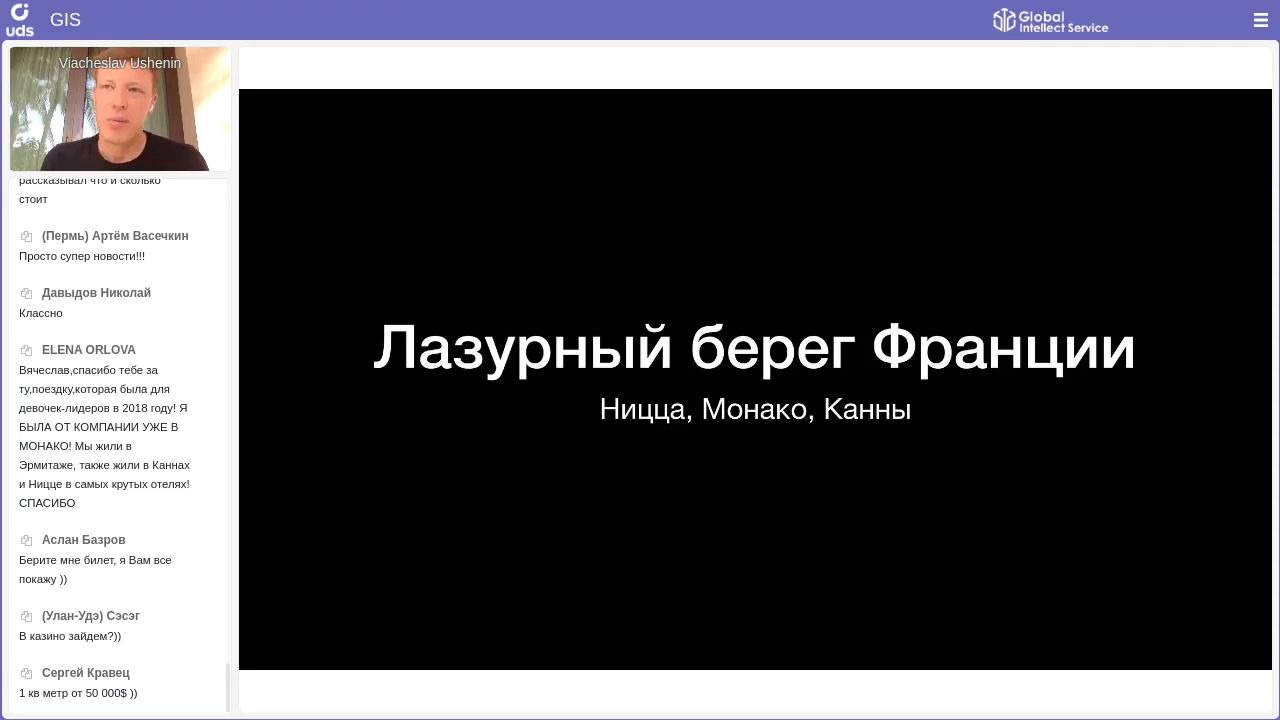 uds
GIS
Global
Intellect Service
Viacheslav Ushenin
рассказывал что и сколько
стоит
(Пермь) Артём Васечкин
Просто супер новости!!!
Давыдов Николай
Классно
ELENA ORLOVA
Вячеслав,спасибо тебе за
ту,поездку,которая была для
девочек-лидеров в 2018 году! Я
БЫЛА ОТ КОМПАНИИ УЖЕ В
МОНАКО! Мы жили в
Эрмитаже, также жили в Каннах
и Ницце в самых крутых отелях!
СПАСИБО
Аслан Базров
Берите мне билет, я Вам все
покажу ))
(Улан-Удэ) Сэсэг
В казино зайдем?))
Сергей Кравец
1 кв метр от 50 000$ ))
Лазурный берег Франции
Ницца, Монако, Канны